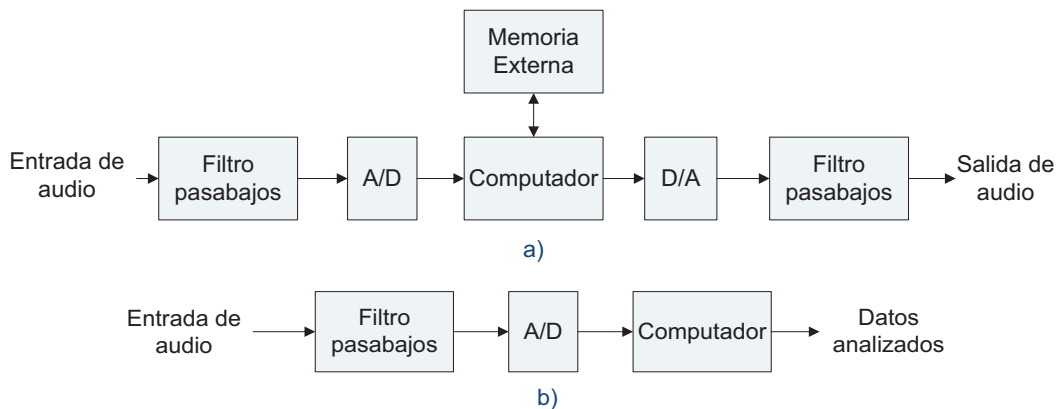 Memoria
Externa
Entrada de
audio
Filtro
pasabajos
A/D
Computador
D/A
Filtro
pasabajos
Salida de
audio
a)
Entrada de
audio
Filtro
pasabajos
A/D
Computador
Datos
analizados
b)